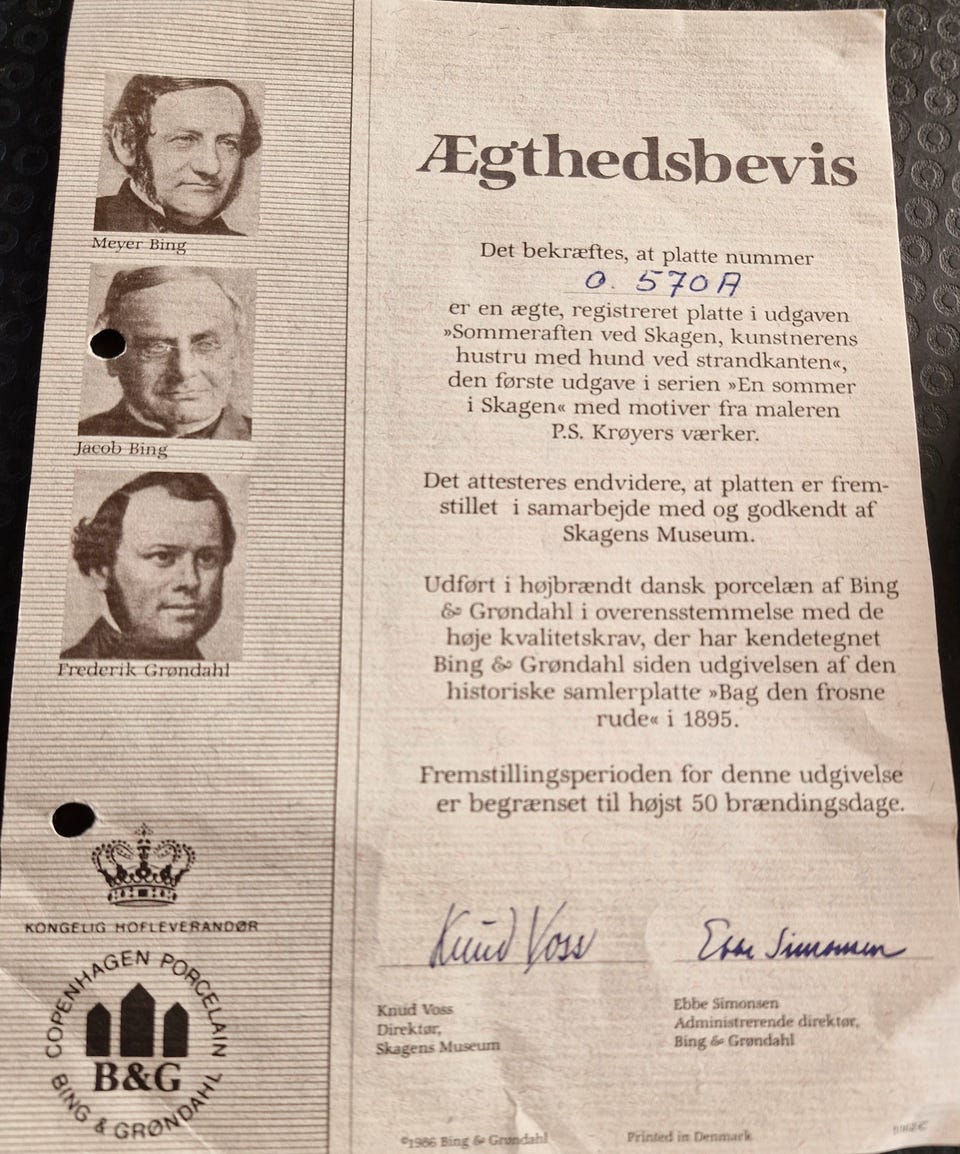 Meyer Bing
Jacob Bing
Frederik Grøndahl
KONGELIG HOFLEVERANDØR
COPENHAGEN PORCELAIN
B&G
BING & GRØNDAHL
Ægthedsbevis
Det bekræftes, at platte nummer
O. 570A
er en ægte, registreret platte i udgaven
»Sommeraften ved Skagen, kunstnerens
hustru med hund ved strandkanten«,
den første udgave i serien »En sommer
i Skagen« med motiver fra maleren
P.S. Krøyers værker.
Det attesteres endvidere, at platten er frem-
stillet i samarbejde med og godkendt af
Skagens Museum.
Udført i højbrændt dansk porcelæn af Bing
& Grøndahl i overensstemmelse med de
høje kvalitetskrav, der har kendetegnet
Bing & Grøndahl siden udgivelsen af den
historiske samlerplatte »Bag den frosne
rude« i 1895.
Fremstillingsperioden for denne udgivelse
er begrænset til højst 50 brændingsdage.
Knud Voss
Ebbe Simonsen
Knud Voss
Direktør,
Skagens Museum
Ebbe Simonsen
Administrerende direktør,
Bing & Grøndahl
©1986 Bing & Grøndahl
Printed in Denmark